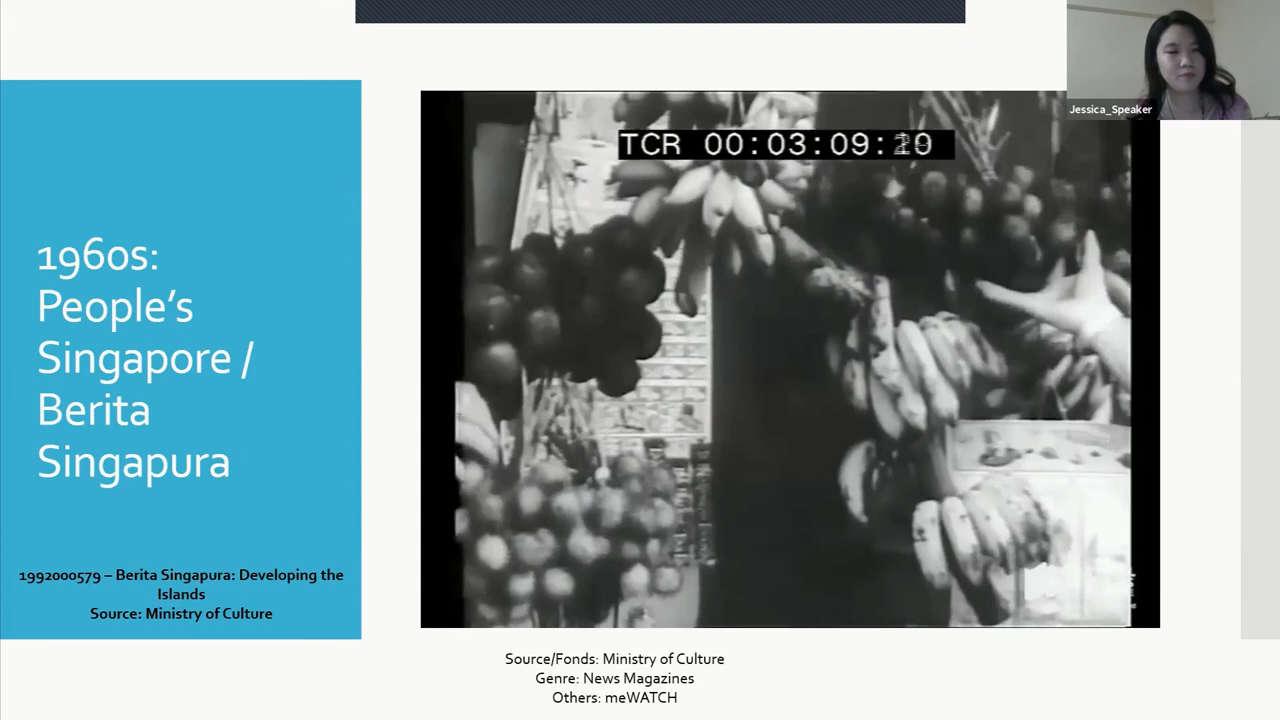 TCR 00:03:09:29
Jessica_Speaker
1960s:
People's
Singapore /
Berita
Singapura
1992000579 – Berita Singapura: Developing the
Islands
Source: Ministry of Culture
Source/Fonds: Ministry of Culture
Genre: News Magazines
Others: meWATCH